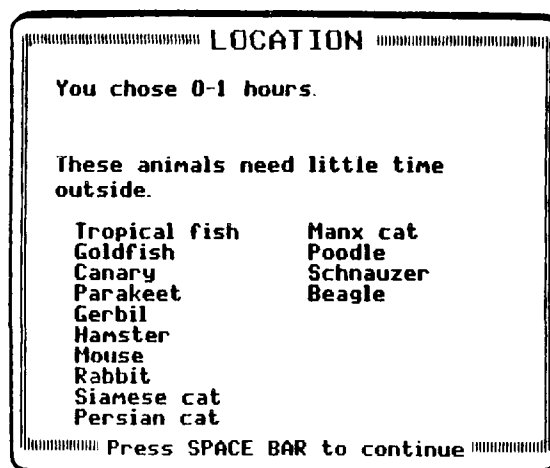 LOCATION
You chose 0-1 hours.
These animals need little time
outside.
Tropical fish
Goldfish
Canary
Parakeet
Gerbil
Hamster
Mouse
Rabbit
Siamese cat
Persian cat
Manx cat
Poodle
Schnauzer
Beagle
Press SPACE BAR to continue